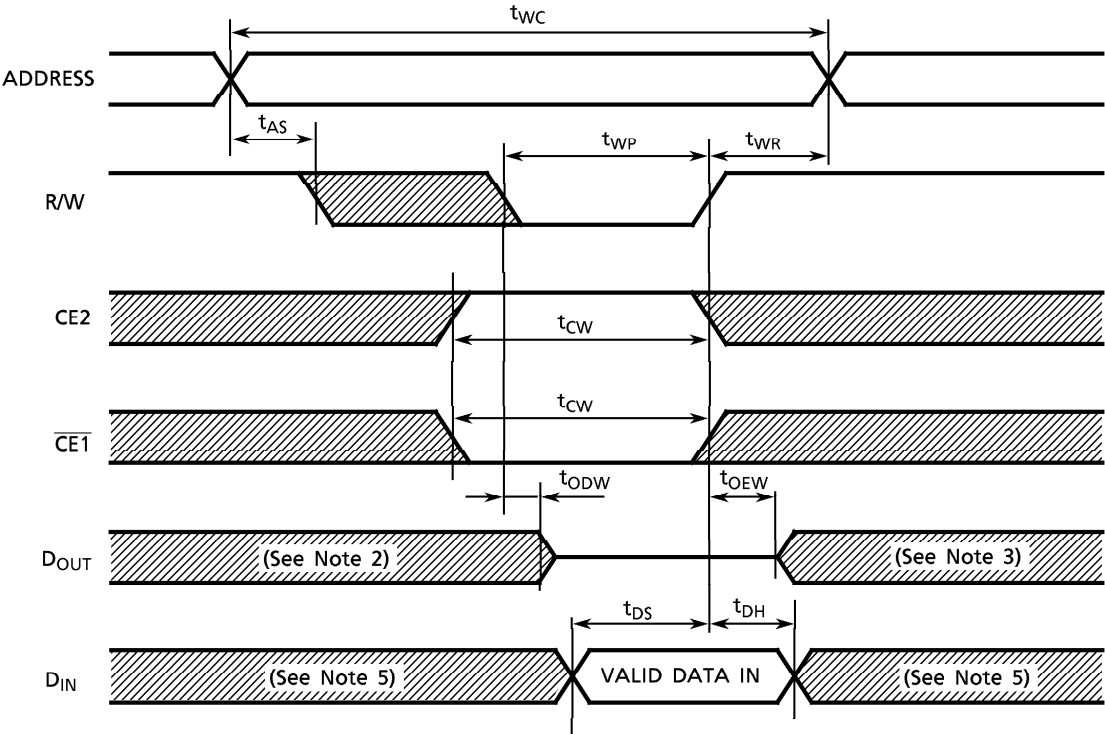 tWC
ADDRESS
tAS
tWP
tWR
R/W
CE2
tCW
tCW
CE1
tODW
tOEW
DOUT
(See Note 2)
(See Note 3)
tDS
tDH
DIN
(See Note 5)
VALID DATA IN
(See Note 5)